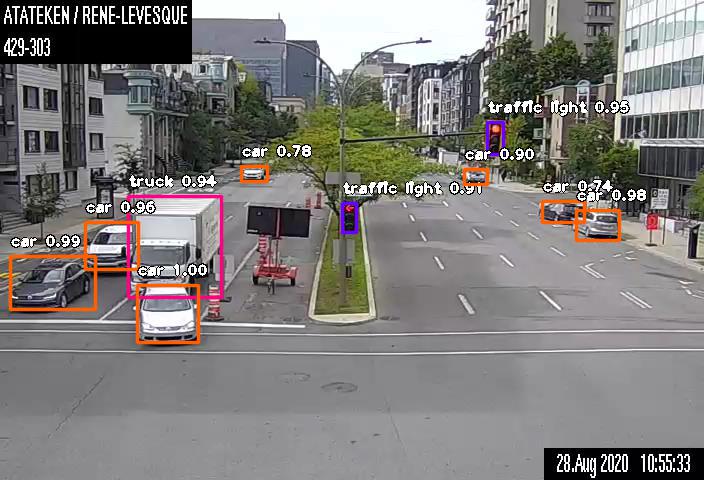 ATATEKEN / RENE-LEVESQUE
429-303
traffic light 0.95
car 0.78
car 0.90
truck 0.94
traffic light 0.97
car 0.74
car 0.98
car 0.96
car 0.99
car 1.00
28.Aug 2020 10:55:33